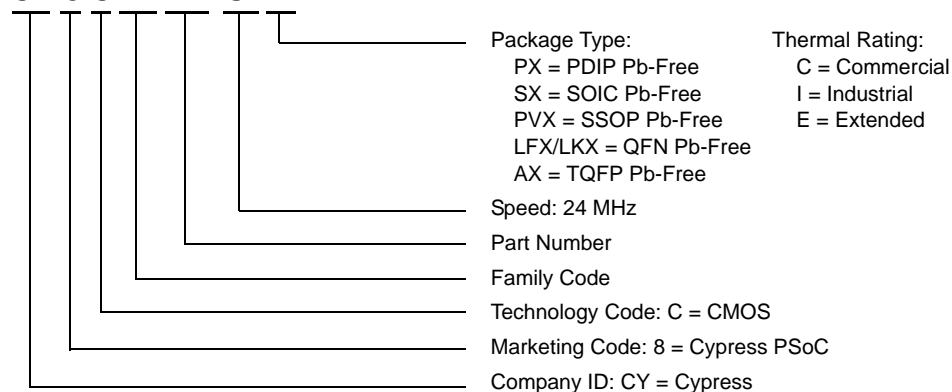 Package Type: Thermal Rating:
PX = PDIP Pb-Free C = Commercial
SX = SOIC Pb-Free I = Industrial
PVX = SSOP Pb-Free E = Extended
LFX/LKX = QFN Pb-Free
AX = TQFP Pb-Free
Speed: 24 MHz
Part Number
Family Code
Technology Code: C = CMOS
Marketing Code: 8 = Cypress PSoC
Company ID: CY = Cypress